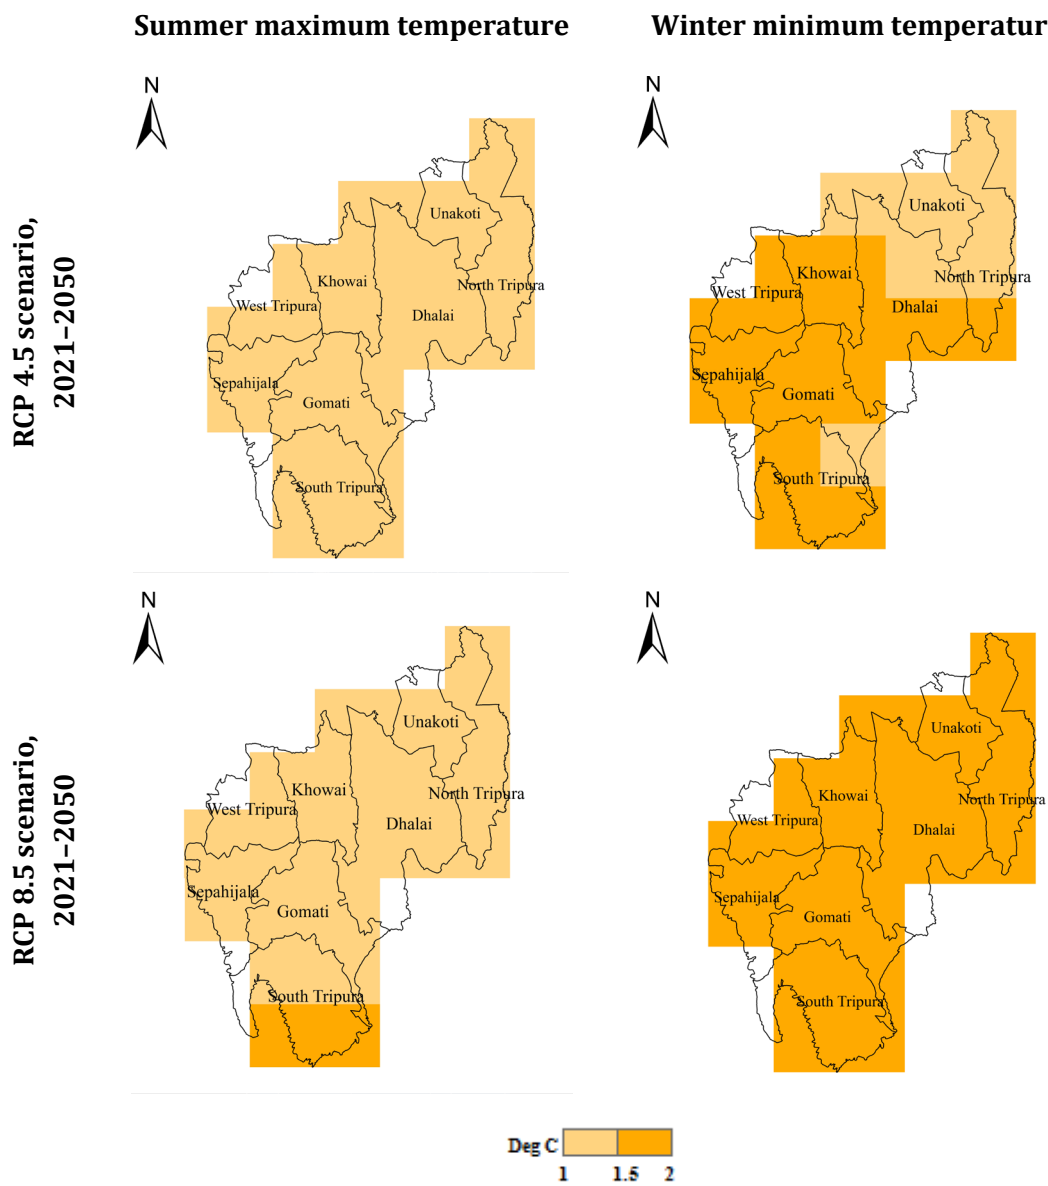 Summer maximum temperature
Winter minimum temperatur
RCP 4.5 scenario,
2021–2050
N
Unakoti
Khowai
North Tripura
West Tripura
Dhalai
Sepahijala
Gomati
South Tripura
N
Unakoti
Khowai
North Tripura
West Tripura
Dhalai
Sepahijala
Gomati
South Tripura
RCP 8.5 scenario,
2021–2050
N
Unakoti
Khowai
North Tripura
West Tripura
Dhalai
Sepahijala
Gomati
South Tripura
N
Unakoti
Khowai
North Tripura
West Tripura
Dhalai
Sepahijala
Gomati
South Tripura
Deg C
1 1.5 2